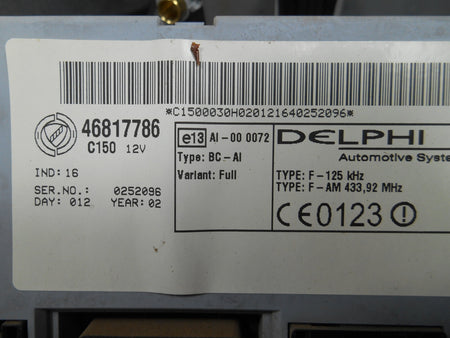 *C1500030H020121640252096*
46817786
C150 12V
IND: 16
SER.NO.: 0252096
DAY: 012 YEAR: 02
e13 AI-00 0072
Type: BC-AI
Variant: Full
DELPHI
Automotive Syste
TYPE: F-125 kHz
TYPE: F-AM 433,92 MHz
CE0123